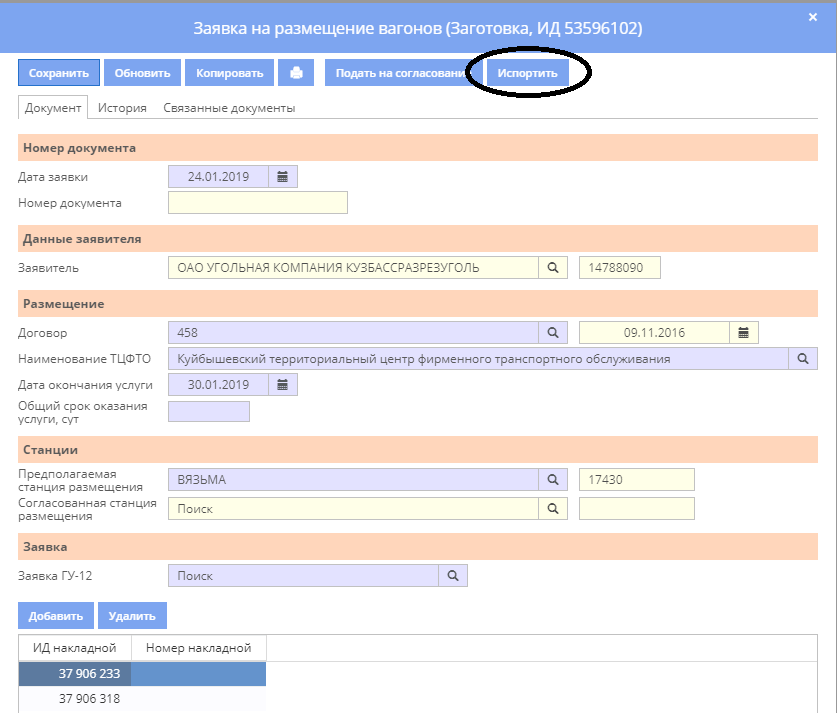 Заявка на размещение вагонов (Заготовка, ИД 53596102)
Сохранить Обновить Копировать Подать на согласование Испортить
Документ История Связанные документы
Номер документа
Дата заявки 24.01.2019
Номер документа
Данные заявителя
Заявитель ОАО УГОЛЬНАЯ КОМПАНИЯ КУЗБАССРАЗРЕЗУГОЛЬ 14788090
Размещение
Договор 458 09.11.2016
Наименование ТЦФТО Куйбышевский территориальный центр фирменного транспортного обслуживания
Дата окончания услуги 30.01.2019
Общий срок оказания
услуги, сут
Станции
Предполагаемая
станция размещения ВЯЗЬМА 17430
Согласованная станция
размещения Поиск
Заявка
Заявка ГУ-12 Поиск
Добавить Удалить
ИД накладной Номер накладной
37 906 233
37 906 318